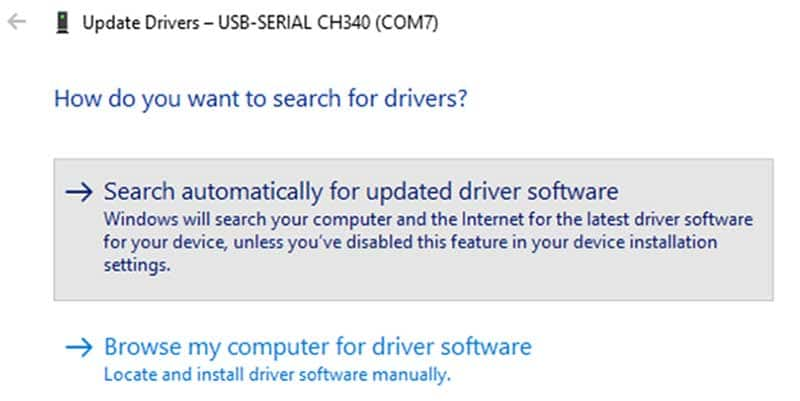 Update Drivers – USB-SERIAL CH340 (COM7)
How do you want to search for drivers?
Search automatically for updated driver software
Windows will search your computer and the Internet for the latest driver software
for your device, unless you've disabled this feature in your device installation
settings.
Browse my computer for driver software
Locate and install driver software manually.